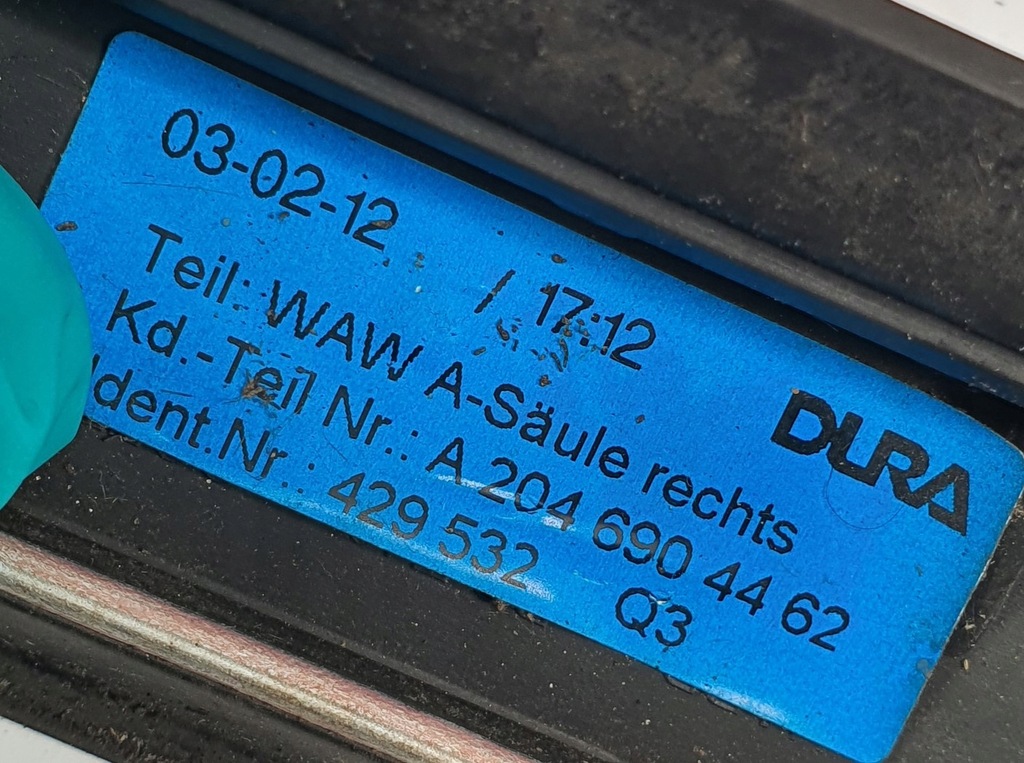 03-02-12 / 17:12
Teil: WAW A-Säule rechts
Kd.-Teil Nr.: A 204 690 44 62
Ident.Nr.: 429 532 Q3
DURA